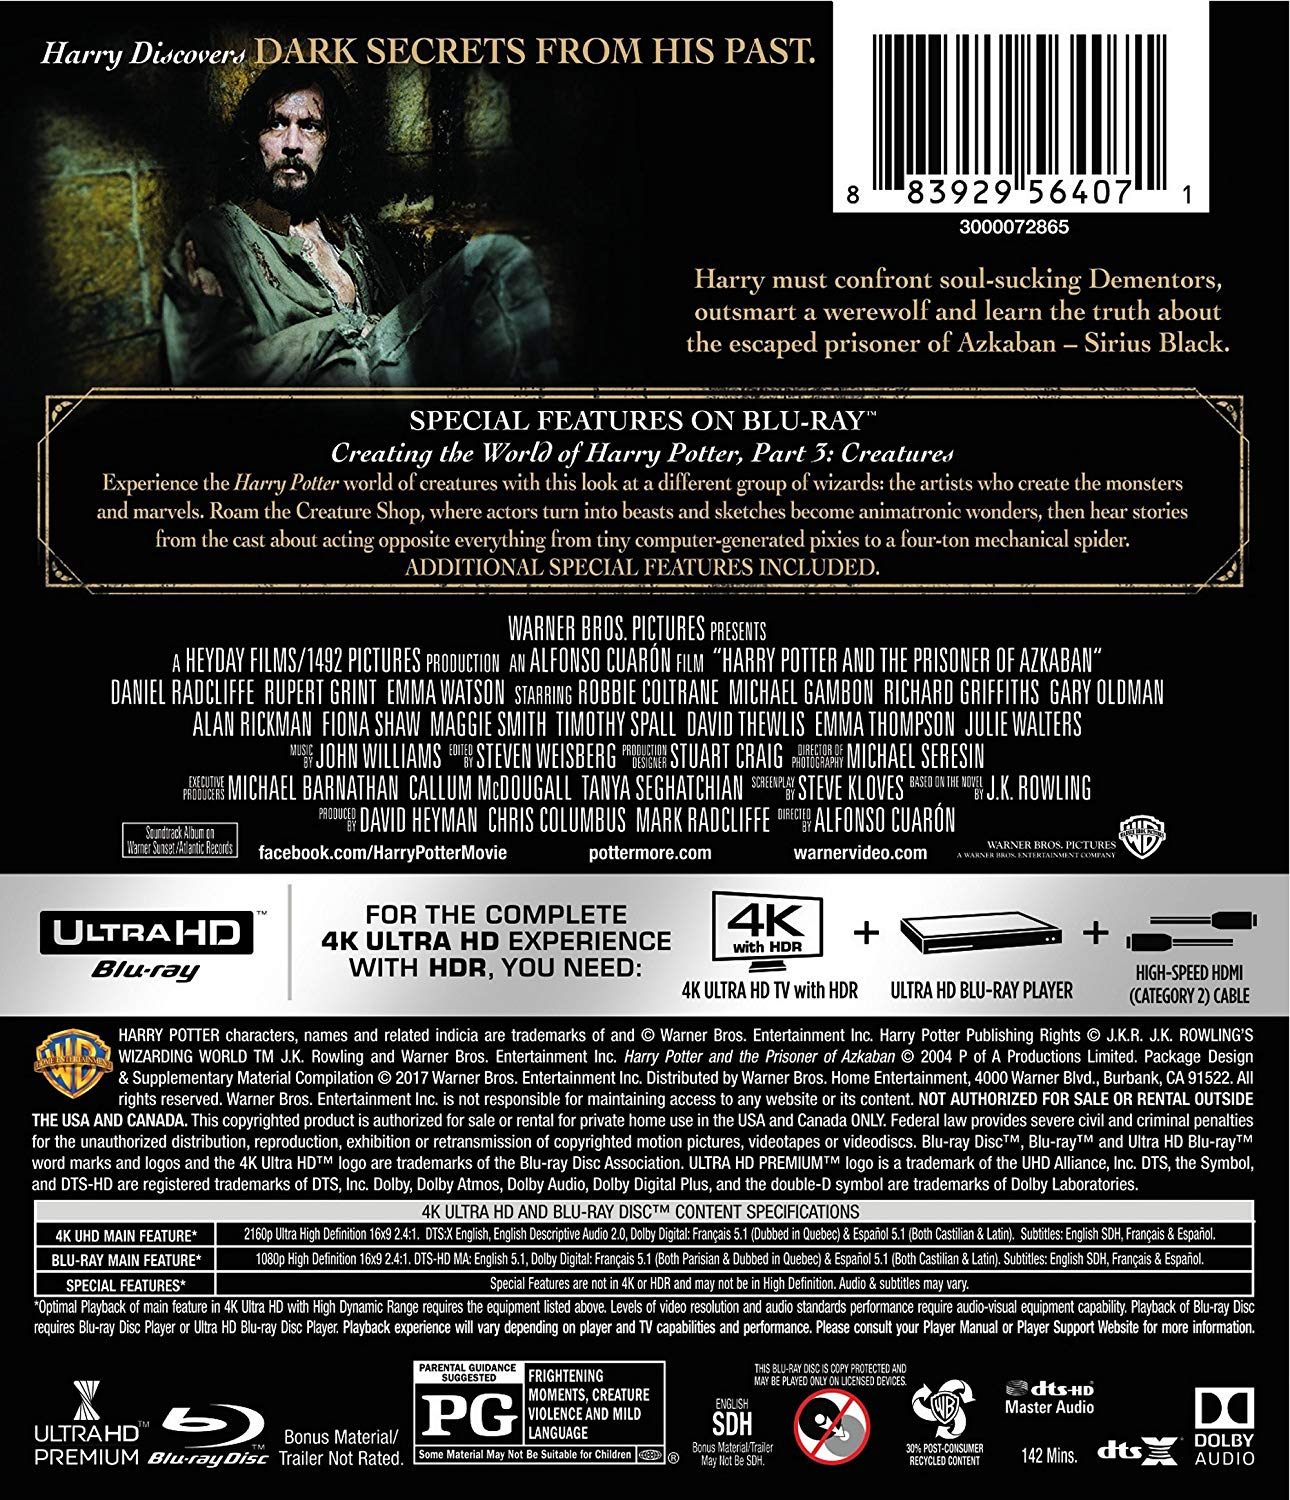 Harry Discovers DARK SECRETS FROM HIS PAST.
8 83929 56407 1
3000072865
Harry must confront soul-sucking Dementors,
outsmart a werewolf and learn the truth about
the escaped prisoner of Azkaban – Sirius Black.
SPECIAL FEATURES ON BLU-RAY™
Creating the World of Harry Potter, Part 3: Creatures
Experience the Harry Potter world of creatures with this look at a different group of wizards: the artists who create the monsters
and marvels. Roam the Creature Shop, where actors turn into beasts and sketches become animatronic wonders, then hear stories
from the cast about acting opposite everything from tiny computer-generated pixies to a four-ton mechanical spider.
ADDITIONAL SPECIAL FEATURES INCLUDED.
WARNER BROS. PICTURES PRESENTS
A HEYDAY FILMS/1492 PICTURES PRODUCTION AN ALFONSO CUARÓN FILM "HARRY POTTER AND THE PRISONER OF AZKABAN"
DANIEL RADCLIFFE RUPERT GRINT EMMA WATSON STARRING ROBBIE COLTRANE MICHAEL GAMBON RICHARD GRIFFITHS GARY OLDMAN
ALAN RICKMAN FIONA SHAW MAGGIE SMITH TIMOTHY SPALL DAVID THEWLIS EMMA THOMPSON JULIE WALTERS
MUSIC BY JOHN WILLIAMS EDITED BY STEVEN WEISBERG PRODUCTION DESIGNER STUART CRAIG DIRECTOR OF PHOTOGRAPHY MICHAEL SERESIN
EXECUTIVE PRODUCERS MICHAEL BARNATHAN CALLUM McDOUGALL TANYA SEGHATCHIAN SCREENPLAY BY STEVE KLOVES BASED ON THE NOVEL BY J.K. ROWLING
PRODUCED BY DAVID HEYMAN CHRIS COLUMBUS MARK RADCLIFFE DIRECTED BY ALFONSO CUARÓN
Soundtrack Album on
Warner Sunset/Atlantic Records
facebook.com/HarryPotterMovie pottermore.com warnervideo.com
WARNER BROS. PICTURES
A WARNER BROS. ENTERTAINMENT COMPANY
ULTRA HD™
Blu-ray
FOR THE COMPLETE
4K ULTRA HD EXPERIENCE
WITH HDR, YOU NEED:
4K
with HDR
+
+
4K ULTRA HD TV with HDR
ULTRA HD BLU-RAY PLAYER
HIGH-SPEED HDMI
(CATEGORY 2) CABLE
WB
HOME ENTERTAINMENT
HARRY POTTER characters, names and related indicia are trademarks of and © Warner Bros. Entertainment Inc. Harry Potter Publishing Rights © J.K.R. J.K. ROWLING'S
WIZARDING WORLD TM J.K. Rowling and Warner Bros. Entertainment Inc. Harry Potter and the Prisoner of Azkaban © 2004 P of A Productions Limited. Package Design
& Supplementary Material Compilation © 2017 Warner Bros. Entertainment Inc. Distributed by Warner Bros. Home Entertainment, 4000 Warner Blvd., Burbank, CA 91522. All
rights reserved. Warner Bros. Entertainment Inc. is not responsible for maintaining access to any website or its content. NOT AUTHORIZED FOR SALE OR RENTAL OUTSIDE
THE USA AND CANADA. This copyrighted product is authorized for sale or rental for private home use in the USA and Canada ONLY. Federal law provides severe civil and criminal penalties
for the unauthorized distribution, reproduction, exhibition or retransmission of copyrighted motion pictures, videotapes or videodiscs. Blu-ray Disc™, Blu-ray™ and Ultra HD Blu-ray™
word marks and logos and the 4K Ultra HD™ logo are trademarks of the Blu-ray Disc Association. ULTRA HD PREMIUM™ logo is a trademark of the UHD Alliance, Inc. DTS, the Symbol,
and DTS-HD are registered trademarks of DTS, Inc. Dolby, Dolby Atmos, Dolby Audio, Dolby Digital Plus, and the double-D symbol are trademarks of Dolby Laboratories.
4K ULTRA HD AND BLU-RAY DISC™ CONTENT SPECIFICATIONS
4K UHD MAIN FEATURE* 2160p Ultra High Definition 16x9 2.4:1. DTS:X English, English Descriptive Audio 2.0, Dolby Digital: Français 5.1 (Dubbed in Quebec) & Español 5.1 (Both Castilian & Latin). Subtitles: English SDH, Français & Español.
BLU-RAY MAIN FEATURE* 1080p High Definition 16x9 2.4:1. DTS-HD MA: English 5.1, Dolby Digital: Français 5.1 (Both Parisian & Dubbed in Quebec) & Español 5.1 (Both Castilian & Latin). Subtitles: English SDH, Français & Español.
SPECIAL FEATURES* Special Features are not in 4K or HDR and may not be in High Definition. Audio & subtitles may vary.
*Optimal Playback of main feature in 4K Ultra HD with High Dynamic Range requires the equipment listed above. Levels of video resolution and audio standards performance require audio-visual equipment capability. Playback of Blu-ray Disc
requires Blu-ray Disc Player or Ultra HD Blu-ray Disc Player. Playback experience will vary depending on player and TV capabilities and performance. Please consult your Player Manual or Player Support Website for more information.
ULTRA HD™
PREMIUM
Blu-ray Disc™
Bonus Material/
Trailer Not Rated.
PARENTAL GUIDANCE
SUGGESTED
PG
FRIGHTENING
MOMENTS, CREATURE
VIOLENCE AND MILD
LANGUAGE
Some Material May Not Be Suitable for Children
®
ENGLISH
SDH
Bonus Material/Trailer
May Not Be SDH.
THIS BLU-RAY DISC IS COPY PROTECTED AND
MAY BE PLAYED ONLY ON LICENSED DEVICES.
WB
30% POST-CONSUMER
RECYCLED CONTENT
dts-HD
Master Audio
142 Mins.
dts X
DOLBY
AUDIO